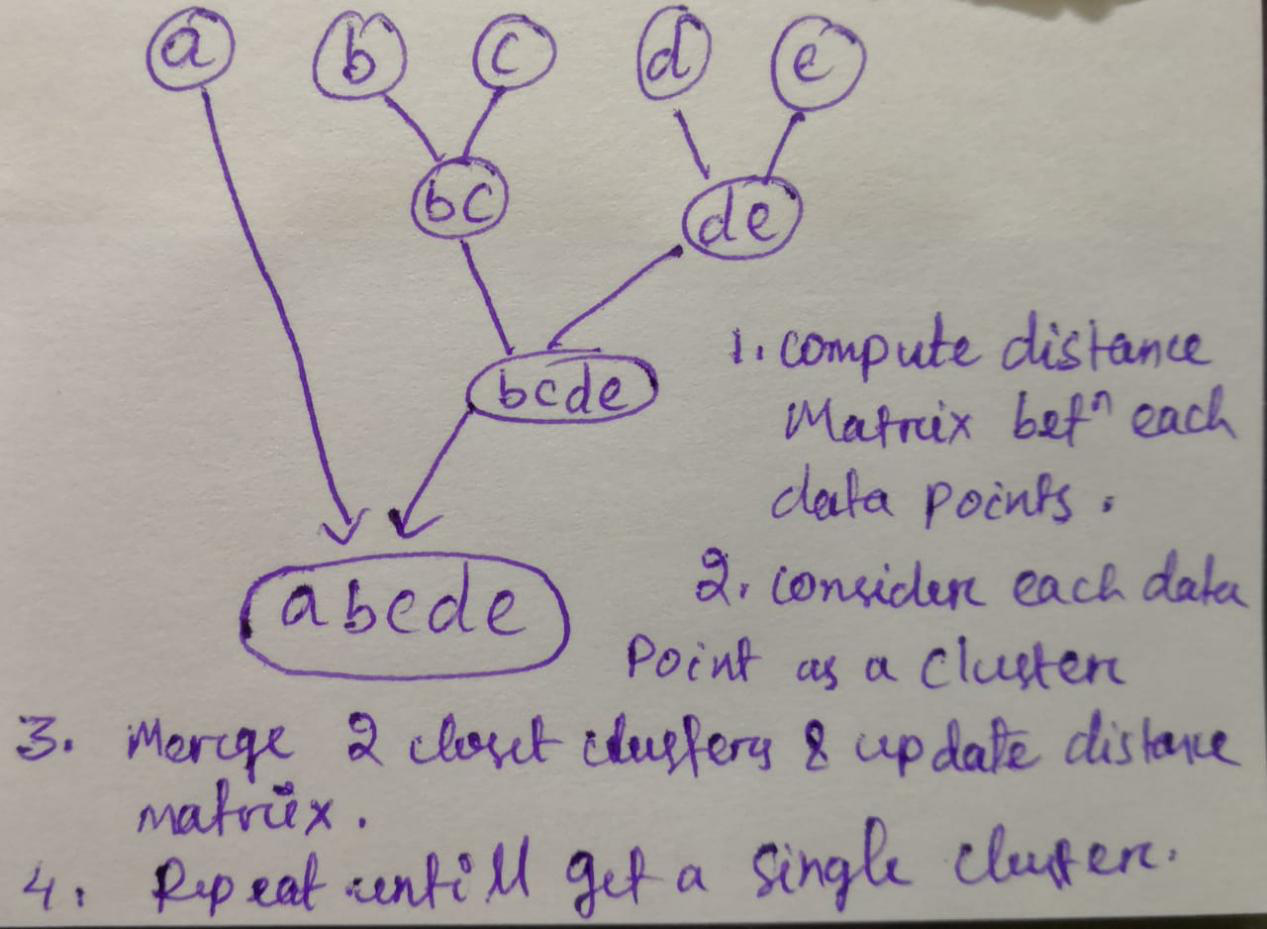 a b c d e
bc de
bcde
abcde
1. compute distance
Matrix betⁿ each
data points.
2. consider each data
Point as a cluster
3. Merge 2 closet clusters & update distance
matrix.
4. Repeat untill get a single cluster.